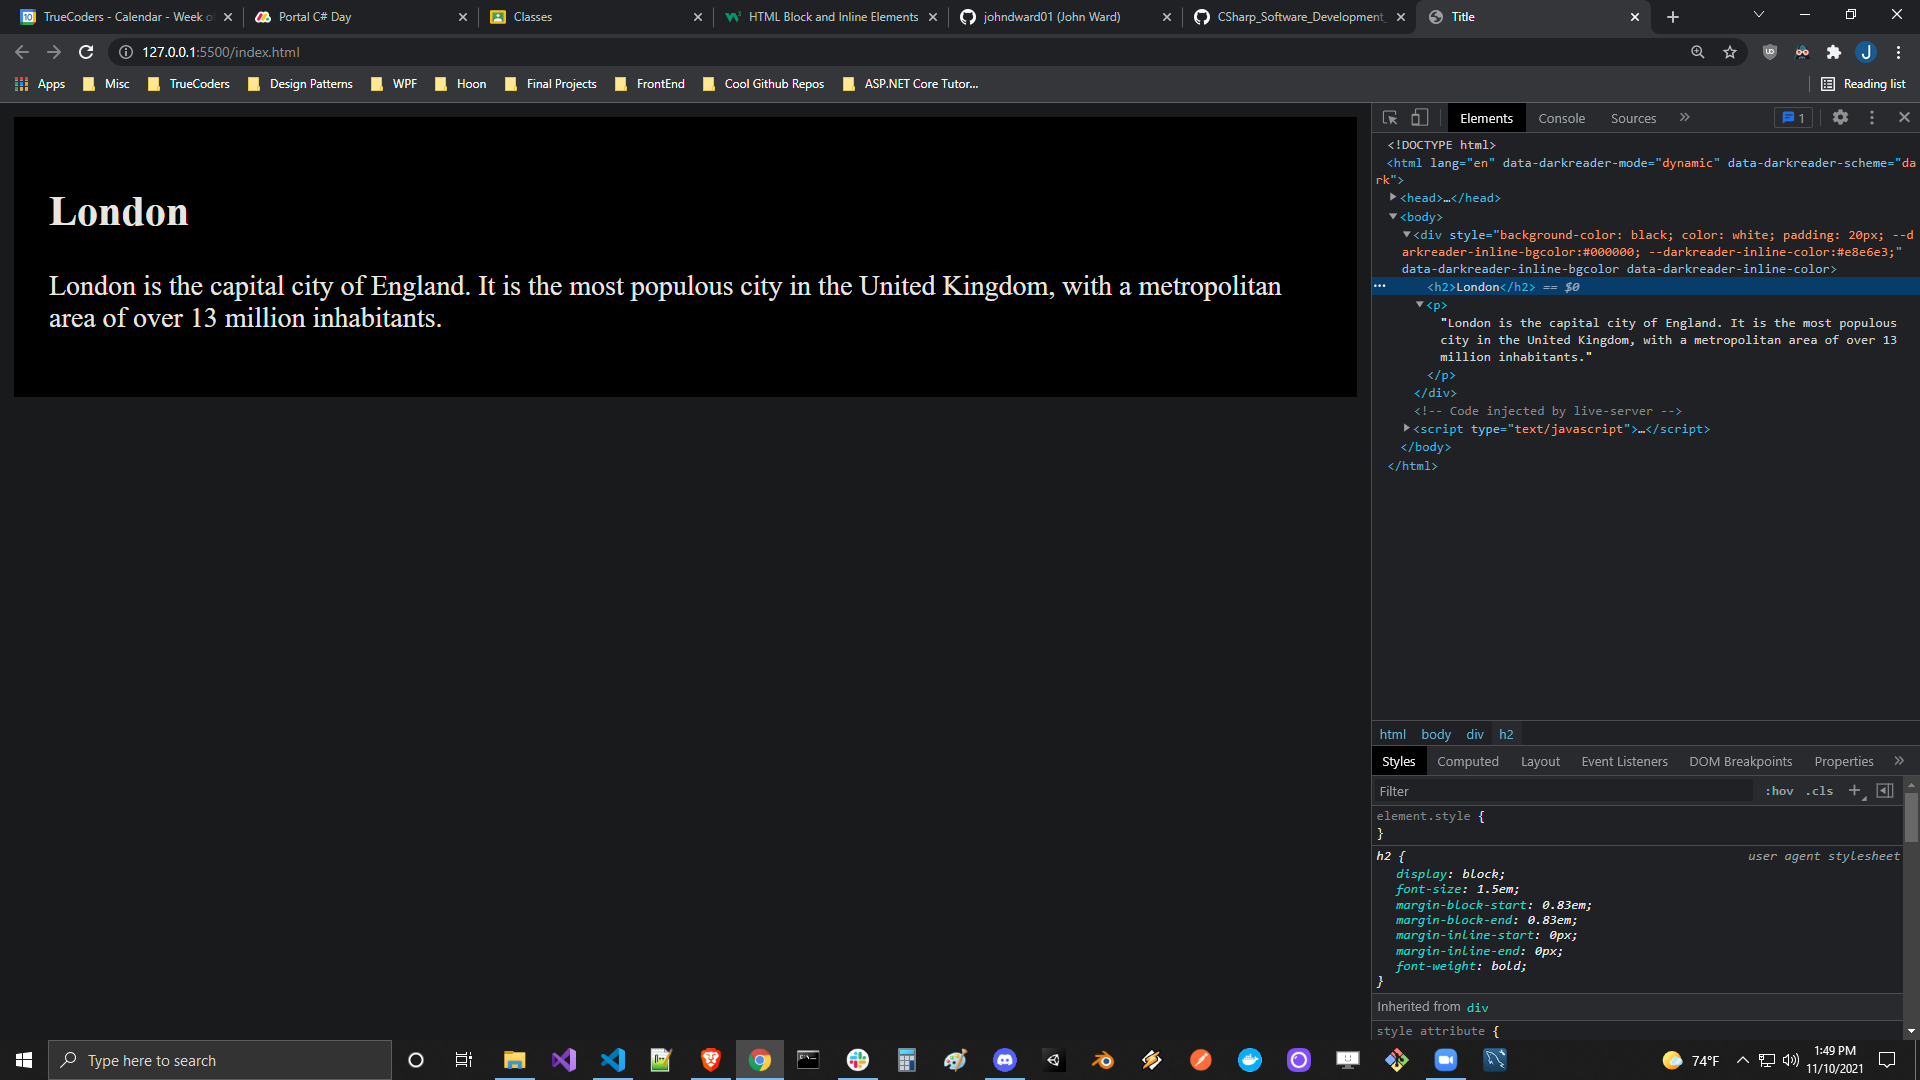 TrueCoders - Calendar - Week o
Portal C# Day
Classes
HTML Block and Inline Elements
johndward01 (John Ward)
CSharp_Software_Development_
Title
127.0.0.1:5500/index.html
J
Apps
Misc
TrueCoders
Design Patterns
WPF
Hoon
Final Projects
FrontEnd
Cool Github Repos
ASP.NET Core Tutor...
Reading list
London
London is the capital city of England. It is the most populous city in the United Kingdom, with a metropolitan
area of over 13 million inhabitants.
Elements
Console
Sources
»
1
<!DOCTYPE html>
<html lang="en" data-darkreader-mode="dynamic" data-darkreader-scheme="da
rk">
<head>…</head>
<body>
<div style="background-color: black; color: white; padding: 20px; --d
arkreader-inline-bgcolor:#000000; --darkreader-inline-color:#e8e6e3;"
data-darkreader-inline-bgcolor data-darkreader-inline-color>
<h2>London</h2> == $0
<p>
"London is the capital city of England. It is the most populous
city in the United Kingdom, with a metropolitan area of over 13
million inhabitants."
</p>
</div>
<!-- Code injected by live-server -->
<script type="text/javascript">…</script>
</body>
</html>
html body div h2
Styles
Computed
Layout
Event Listeners
DOM Breakpoints
Properties
»
Filter
:hov
.cls
element.style {
}
h2 {
user agent stylesheet
display: block;
font-size: 1.5em;
margin-block-start: 0.83em;
margin-block-end: 0.83em;
margin-inline-start: 0px;
margin-inline-end: 0px;
font-weight: bold;
}
Inherited from div
style attribute {
Type here to search
74°F
1:49 PM
11/10/2021